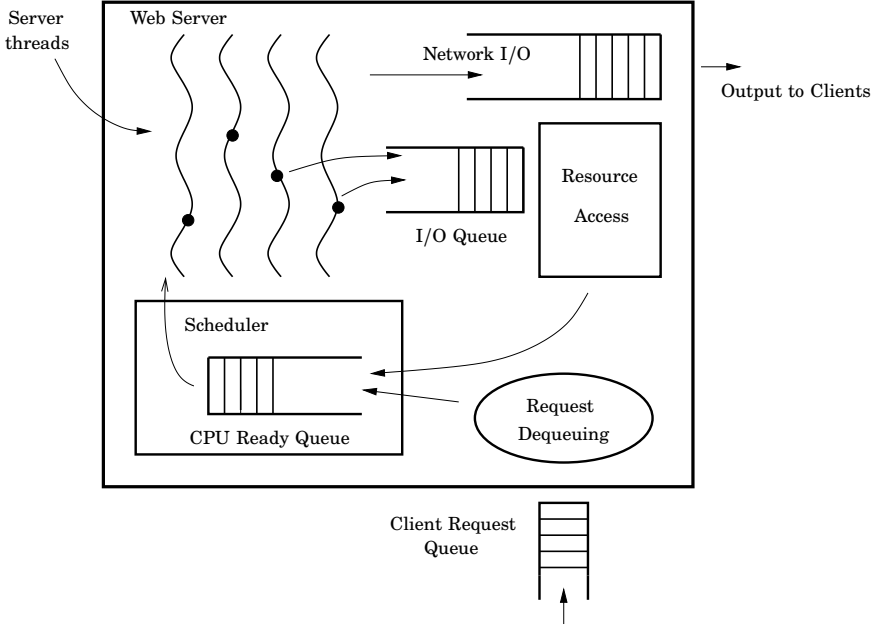 Server
threads
Web Server
Network I/O
Output to Clients
Resource
Access
I/O Queue
Scheduler
CPU Ready Queue
Request
Dequeuing
Client Request
Queue